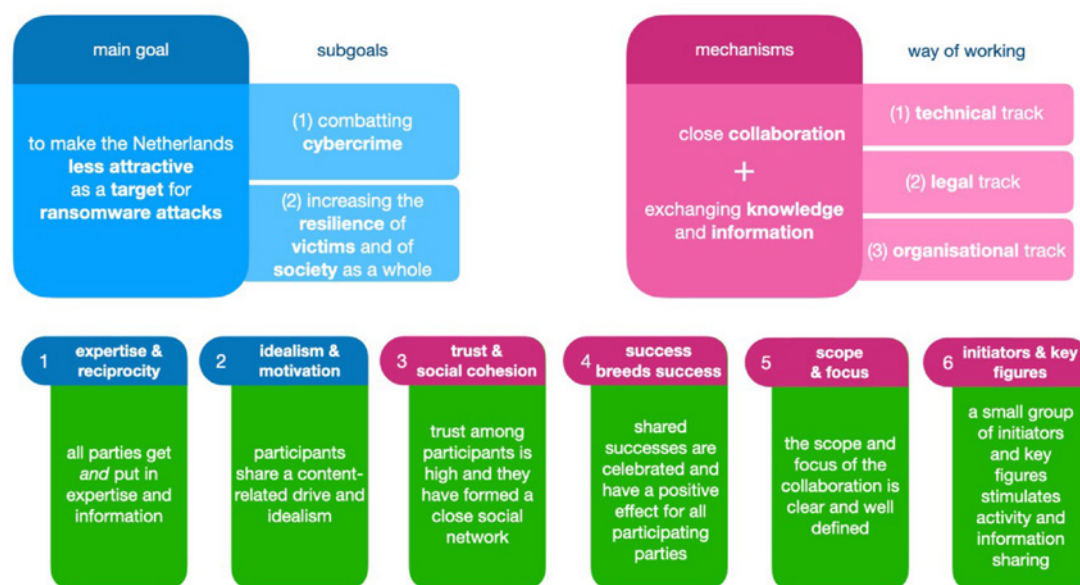 main goal
to make the Netherlands
less attractive
as a target for
ransomware attacks
subgoals
(1) combatting
cybercrime
(2) increasing the
resilience of
victims and of
society as a whole
mechanisms
close collaboration
+
exchanging knowledge
and information
way of working
(1) technical track
(2) legal track
(3) organisational track
1
expertise &
reciprocity
all parties get
and put in
expertise and
information
2
idealism &
motivation
participants
share a content-
related drive and
idealism
3
trust &
social cohesion
trust among
participants is
high and they
have formed a
close social
network
4
success
breeds success
shared
successes are
celebrated and
have a positive
effect for all
participating
parties
5
scope
& focus
the scope and
focus of the
collaboration is
clear and well
defined
6
initiators & key
figures
a small group
of initiators
and key
figures
stimulates
activity and
information
sharing